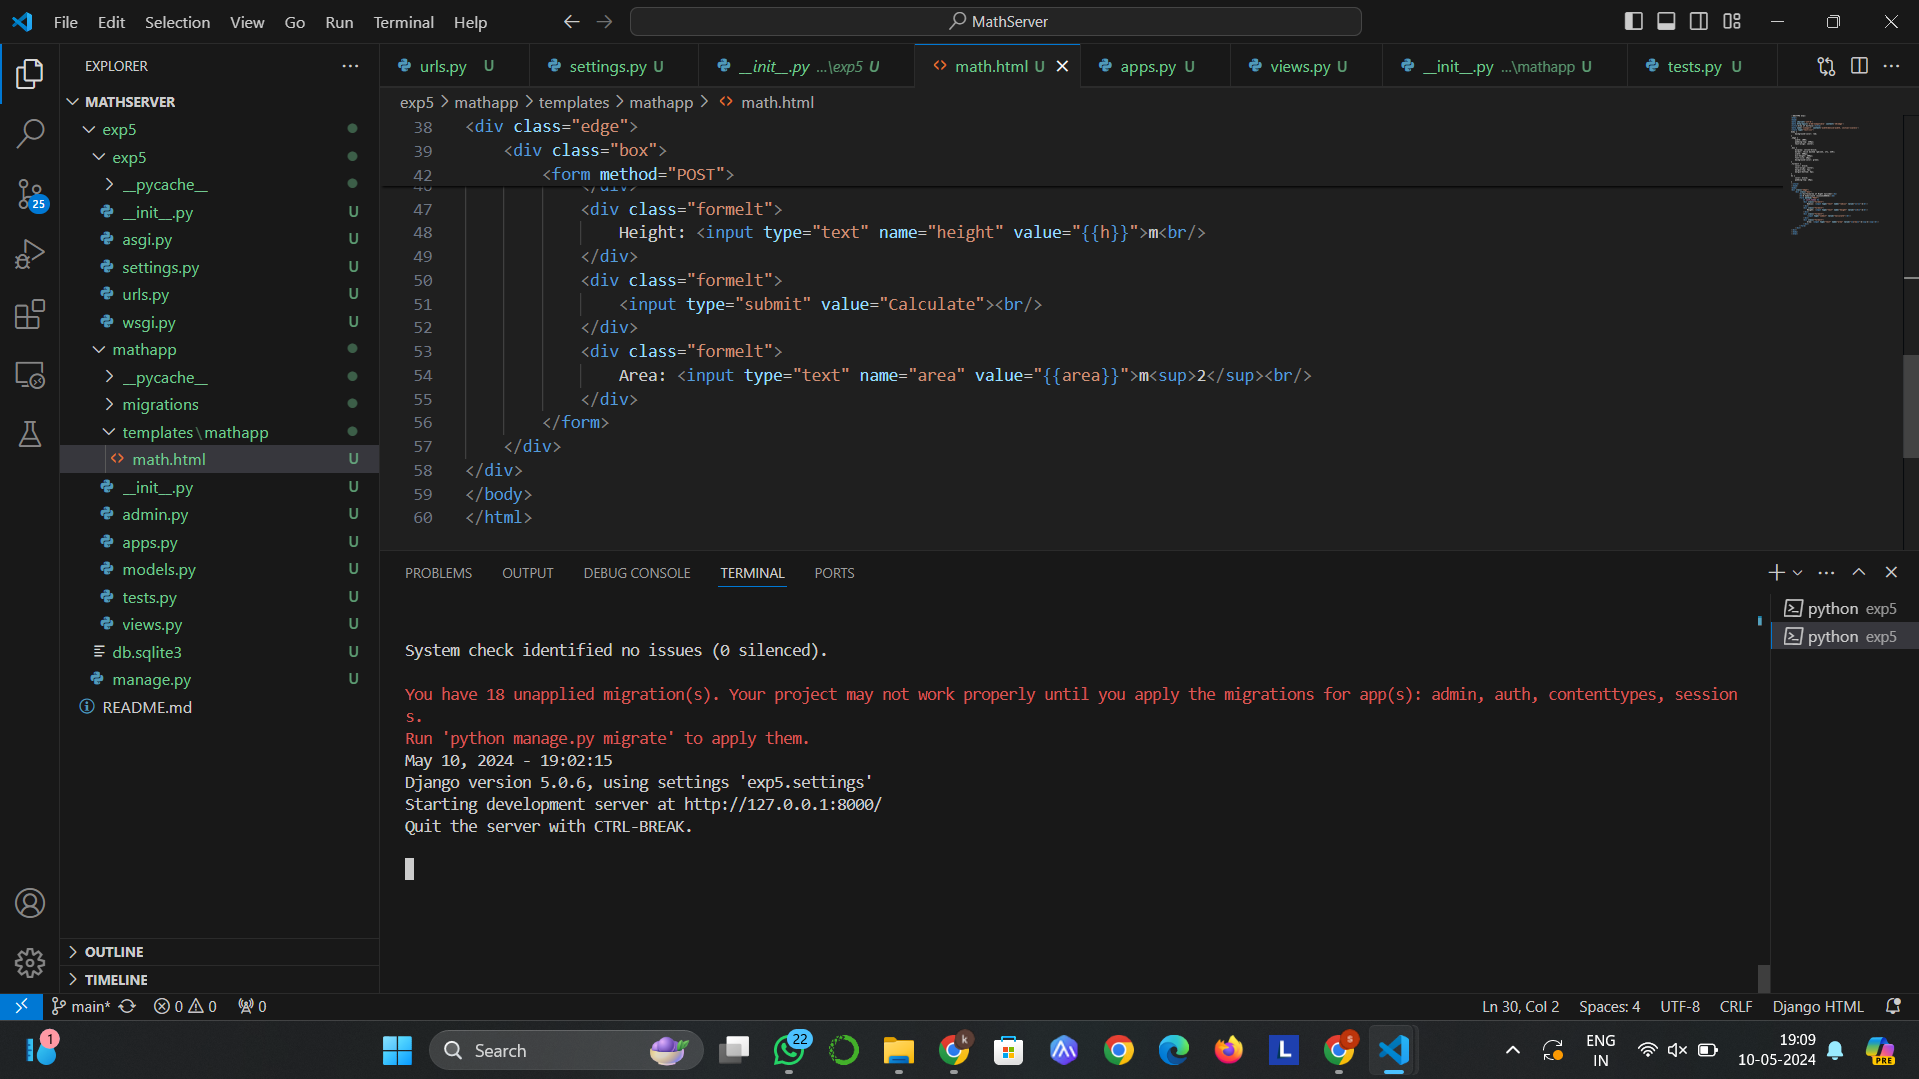 File Edit Selection View Go Run Terminal Help
MathServer
EXPLORER
MATHSERVER
exp5
exp5
__pycache__
__init__.py U
asgi.py U
settings.py U
urls.py U
wsgi.py U
mathapp
__pycache__
migrations
templates\mathapp
math.html U
__init__.py U
admin.py U
apps.py U
models.py U
tests.py U
views.py U
db.sqlite3 U
manage.py U
README.md
OUTLINE
TIMELINE
25
urls.py U
settings.py U
__init__.py ...\exp5 U
math.html U
apps.py U
views.py U
__init__.py ...\mathapp U
tests.py U
exp5 > mathapp > templates > mathapp > math.html
38 <div class="edge">
39 <div class="box">
42 <form method="POST">
47 <div class="formelt">
48 Height: <input type="text" name="height" value="{{h}}">m<br/>
49 </div>
50 <div class="formelt">
51 <input type="submit" value="Calculate"><br/>
52 </div>
53 <div class="formelt">
54 Area: <input type="text" name="area" value="{{area}}">m<sup>2</sup><br/>
55 </div>
56 </form>
57 </div>
58 </div>
59 </body>
60 </html>
PROBLEMS OUTPUT DEBUG CONSOLE TERMINAL PORTS
python exp5
python exp5
System check identified no issues (0 silenced).
You have 18 unapplied migration(s). Your project may not work properly until you apply the migrations for app(s): admin, auth, contenttypes, session
s.
Run 'python manage.py migrate' to apply them.
May 10, 2024 - 19:02:15
Django version 5.0.6, using settings 'exp5.settings'
Starting development server at http://127.0.0.1:8000/
Quit the server with CTRL-BREAK.
main* 0 0 0
Ln 30, Col 2 Spaces: 4 UTF-8 CRLF Django HTML
1
Search
22
k
L
s
ENG
IN
19:09
10-05-2024
PRE